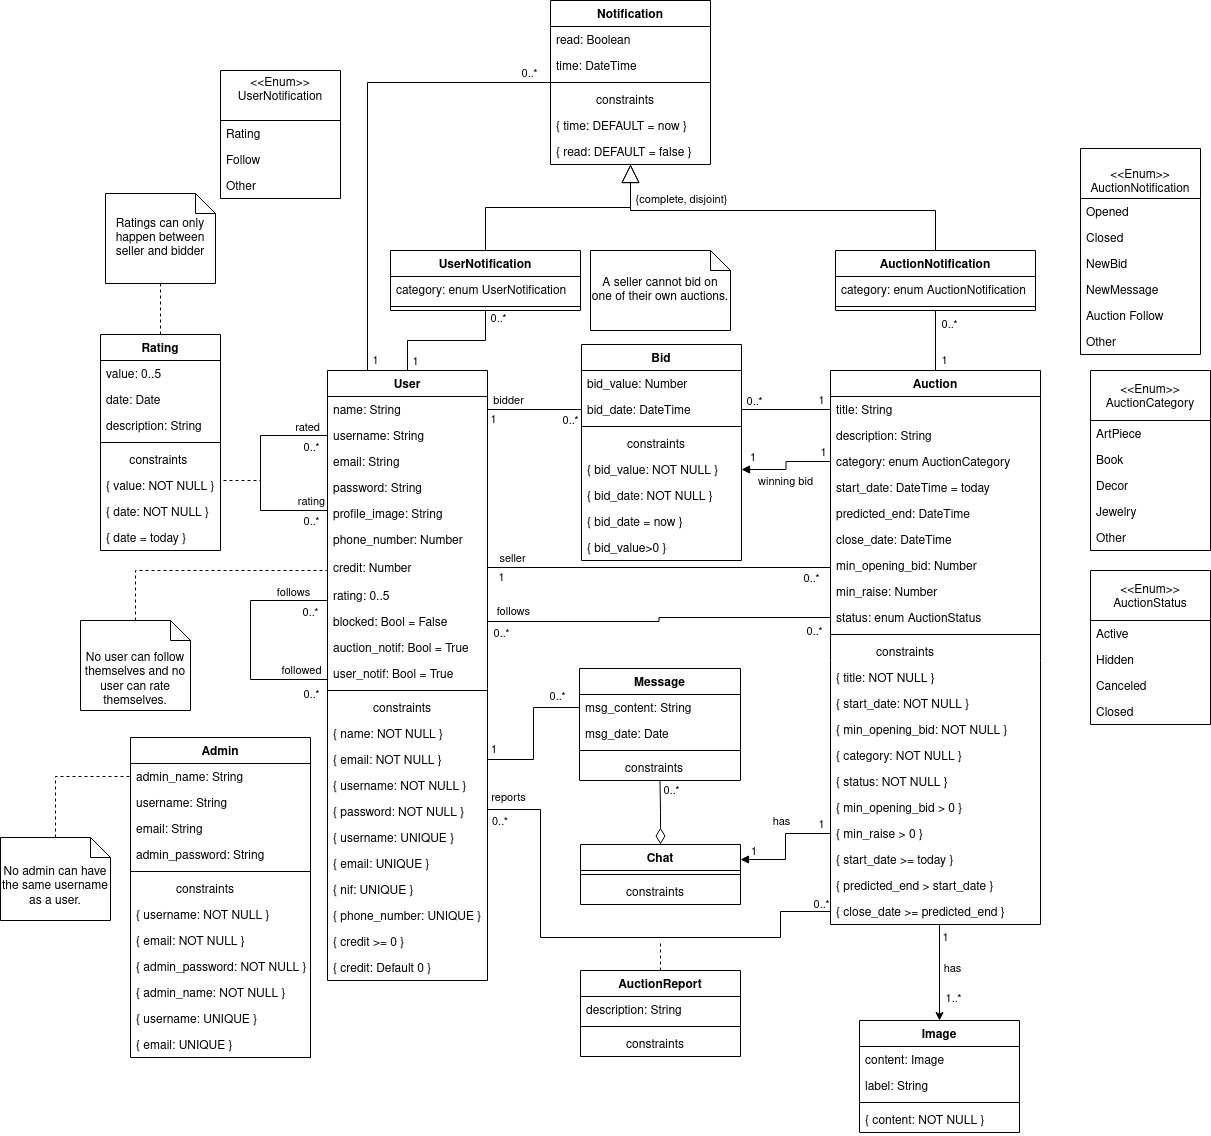 Notification
read: Boolean
time: DateTime
constraints
{ time: DEFAULT = now }
{ read: DEFAULT = false }
0..*
1
<<Enum>>
UserNotification
Rating
Follow
Other
{complete, disjoint}
<<Enum>>
AuctionNotification
Opened
Closed
NewBid
NewMessage
Auction Follow
Other
Ratings can only
happen between
seller and bidder
UserNotification
category: enum UserNotification
0..*
1
A seller cannot bid on
one of their own auctions.
AuctionNotification
category: enum AuctionNotification
0..*
1
Rating
value: 0..5
date: Date
description: String
constraints
{ value: NOT NULL }
{ date: NOT NULL }
{ date = today }
rated
0..*
rating
0..*
User
name: String
username: String
email: String
password: String
profile_image: String
phone_number: Number
credit: Number
rating: 0..5
blocked: Bool = False
auction_notif: Bool = True
user_notif: Bool = True
constraints
{ name: NOT NULL }
{ email: NOT NULL }
{ username: NOT NULL }
{ password: NOT NULL }
{ username: UNIQUE }
{ email: UNIQUE }
{ nif: UNIQUE }
{ phone_number: UNIQUE }
{ credit >= 0 }
{ credit: Default 0 }
bidder
1
0..*
Bid
bid_value: Number
bid_date: DateTime
constraints
{ bid_value: NOT NULL }
{ bid_date: NOT NULL }
{ bid_date = now }
{ bid_value>0 }
0..*
1
1
1
winning bid
Auction
title: String
description: String
category: enum AuctionCategory
start_date: DateTime = today
predicted_end: DateTime
close_date: DateTime
min_opening_bid: Number
min_raise: Number
status: enum AuctionStatus
constraints
{ title: NOT NULL }
{ start_date: NOT NULL }
{ min_opening_bid: NOT NULL }
{ category: NOT NULL }
{ status: NOT NULL }
{ min_opening_bid > 0 }
{ min_raise > 0 }
{ start_date >= today }
{ predicted_end > start_date }
{ close_date >= predicted_end }
<<Enum>>
AuctionCategory
ArtPiece
Book
Decor
Jewelry
Other
<<Enum>>
AuctionStatus
Active
Hidden
Canceled
Closed
seller
1
0..*
follows
0..*
0..*
follows
0..*
followed
0..*
No user can follow
themselves and no
user can rate
themselves.
Message
msg_content: String
msg_date: Date
constraints
0..*
1
0..*
Chat
constraints
has
1
1
reports
0..*
0..*
AuctionReport
description: String
constraints
Admin
admin_name: String
username: String
email: String
admin_password: String
constraints
{ username: NOT NULL }
{ email: NOT NULL }
{ admin_password: NOT NULL }
{ admin_name: NOT NULL }
{ username: UNIQUE }
{ email: UNIQUE }
No admin can have
the same username
as a user.
1
has
1..*
Image
content: Image
label: String
{ content: NOT NULL }